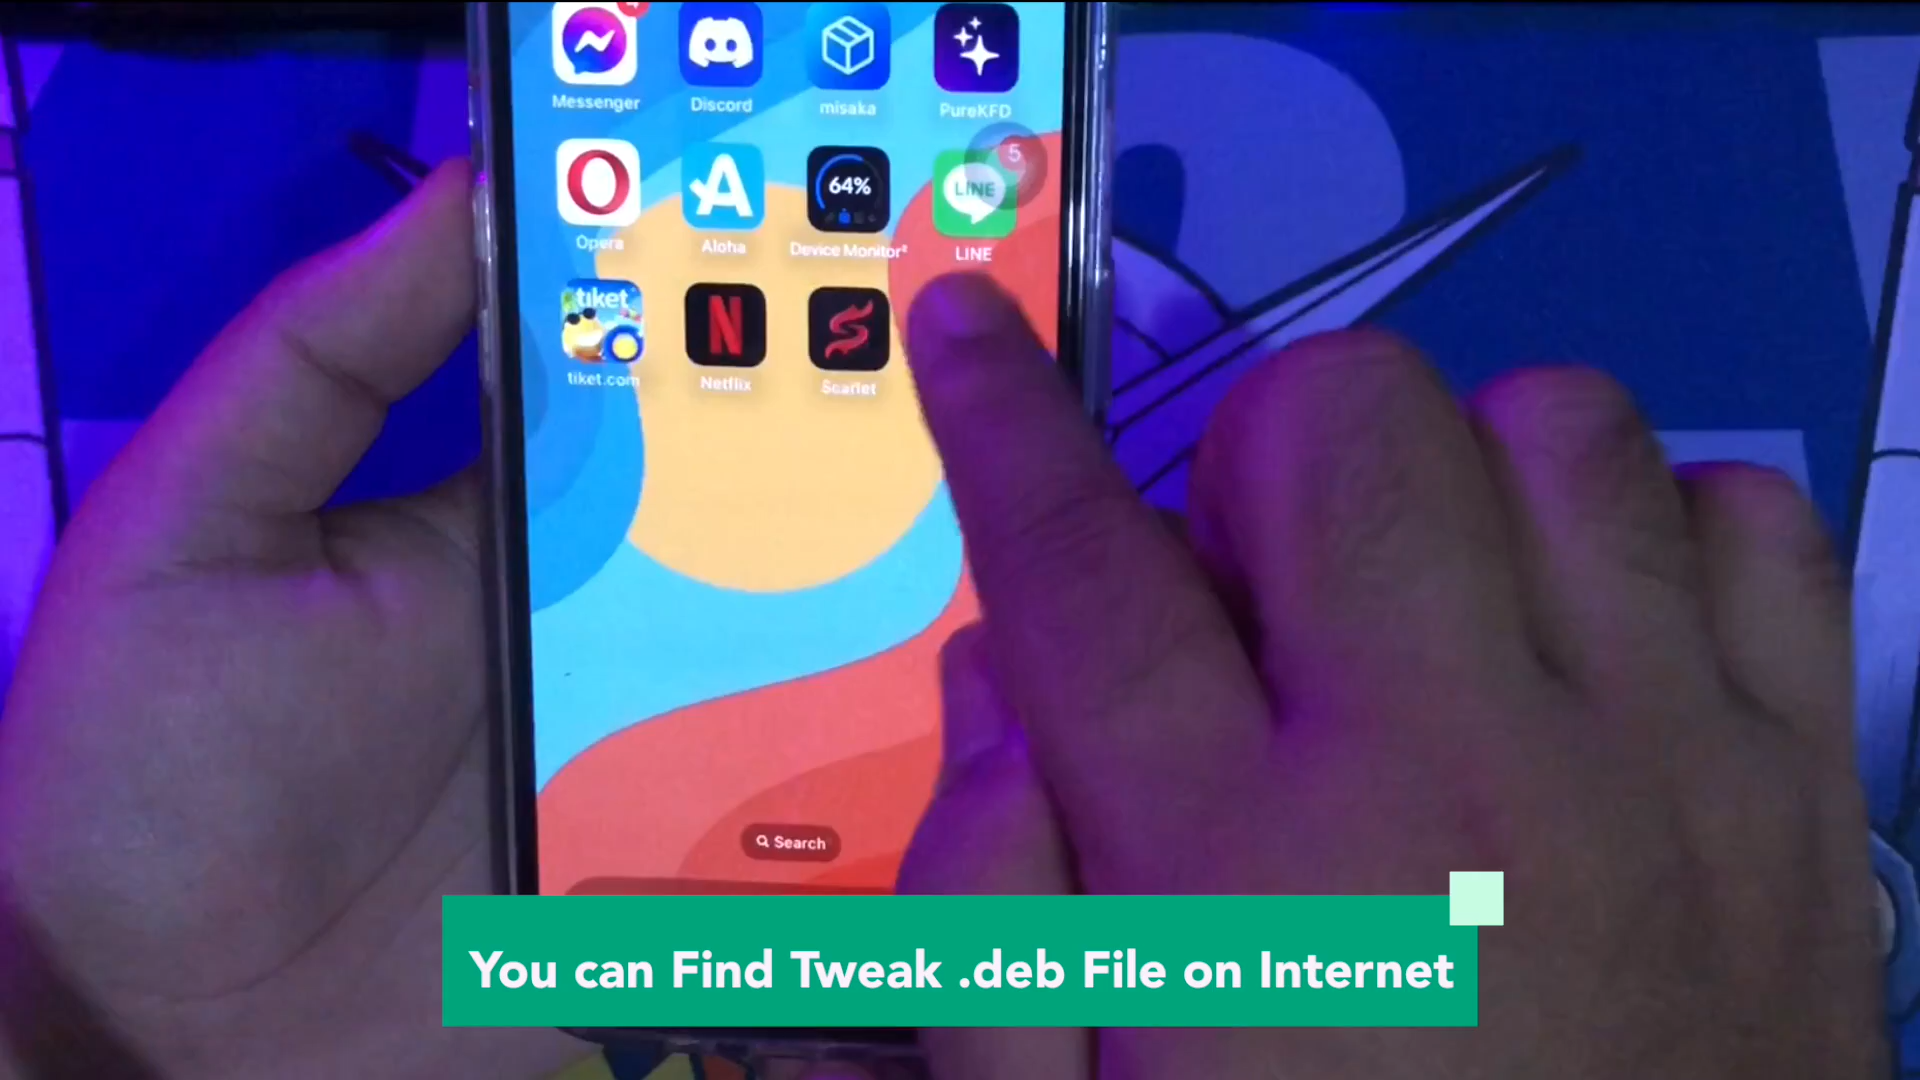 Messenger
Discord
misaka
PureKFD
Opera
Aloha
64%
Device Monitor²
5
LINE
LINE
tiket
tiket.com
N
Netflix
Scarlet
Search
You can Find Tweak .deb File on Internet